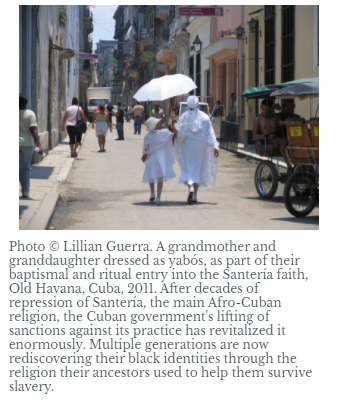 Photo © Lillian Guerra. A grandmother and
granddaughter dressed as yabós, as part of their
baptismal and ritual entry into the Santería faith,
Old Havana, Cuba, 2011. After decades of
repression of Santería, the main Afro-Cuban
religion, the Cuban government's lifting of
sanctions against its practice has revitalized it
enormously. Multiple generations are now
rediscovering their black identities through the
religion their ancestors used to help them survive
slavery.